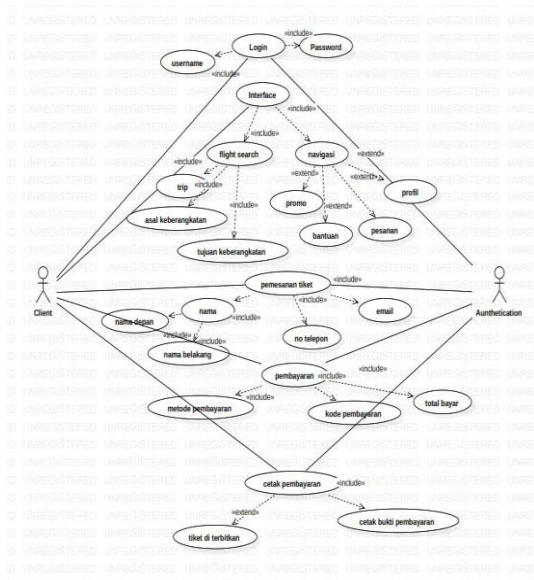 «include»
Login
Password
username
«include»
Interface
«include»
«include»
flight search
navigasi
«extend»
«include»
trip
«include»
«extend»
«extend»
profil
promo
«include»
«extend»
asal keberangkatan
bantuan
pesanan
tujuan keberangkatan
Client
Aunthetication
pemesanan tiket
«include»
«include»
nama
email
nama depan
«include»
«include»
«include»
no telepon
nama belakang
pembayaran
«include»
«include»
«include»
metode pembayaran
kode pembayaran
total bayar
cetak pembayaran
«include»
«extend»
cetak bukti pembayaran
tiket di terbitkan
UNREGISTERED